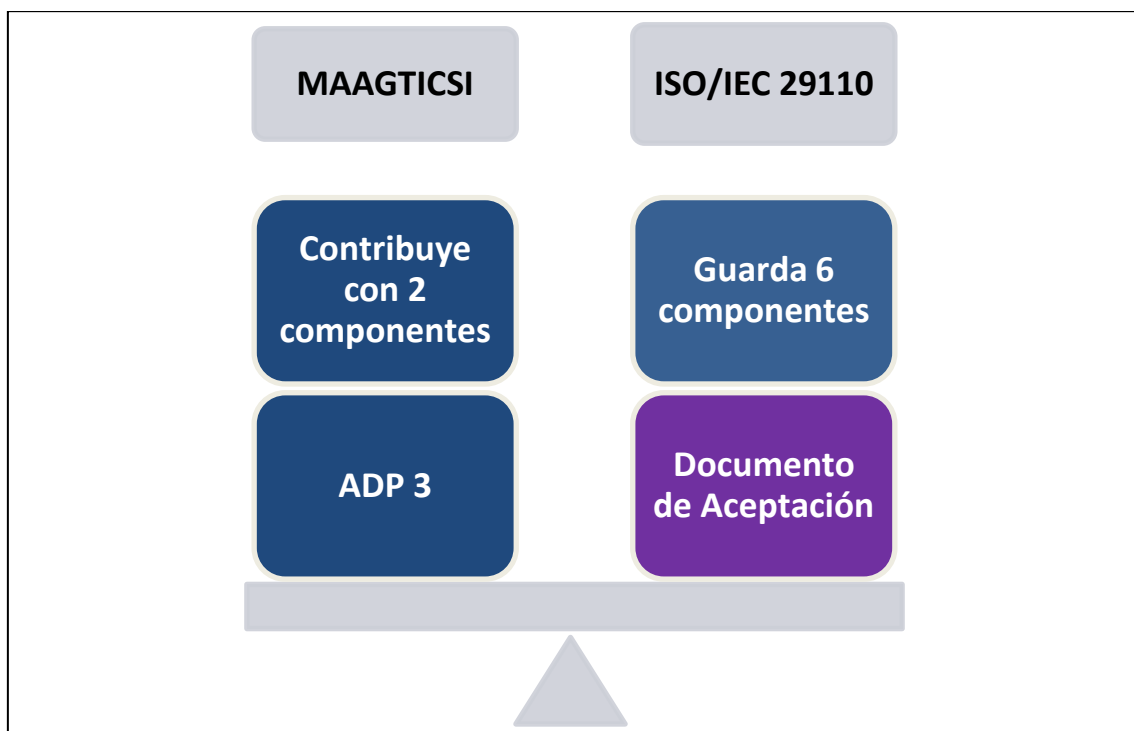 MAAGTICSI
ISO/IEC 29110
Contribuye
con 2
componentes
Guarda 6
componentes
ADP 3
Documento
de Aceptación